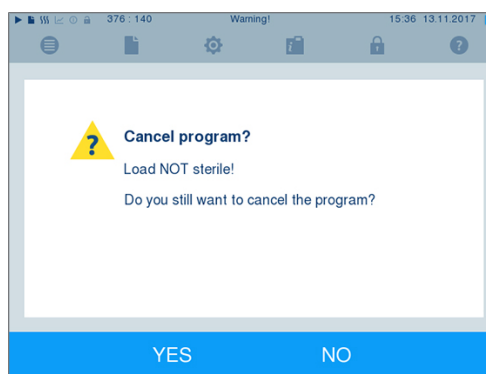 376 : 140 Warning! 15:36 13.11.2017
Cancel program?
Load NOT sterile!
Do you still want to cancel the program?
YES NO